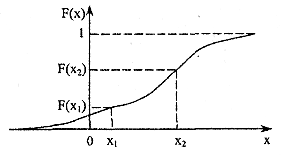 F(x)
1
F(x₂)
F(x₁)
0 x₁ x₂ x